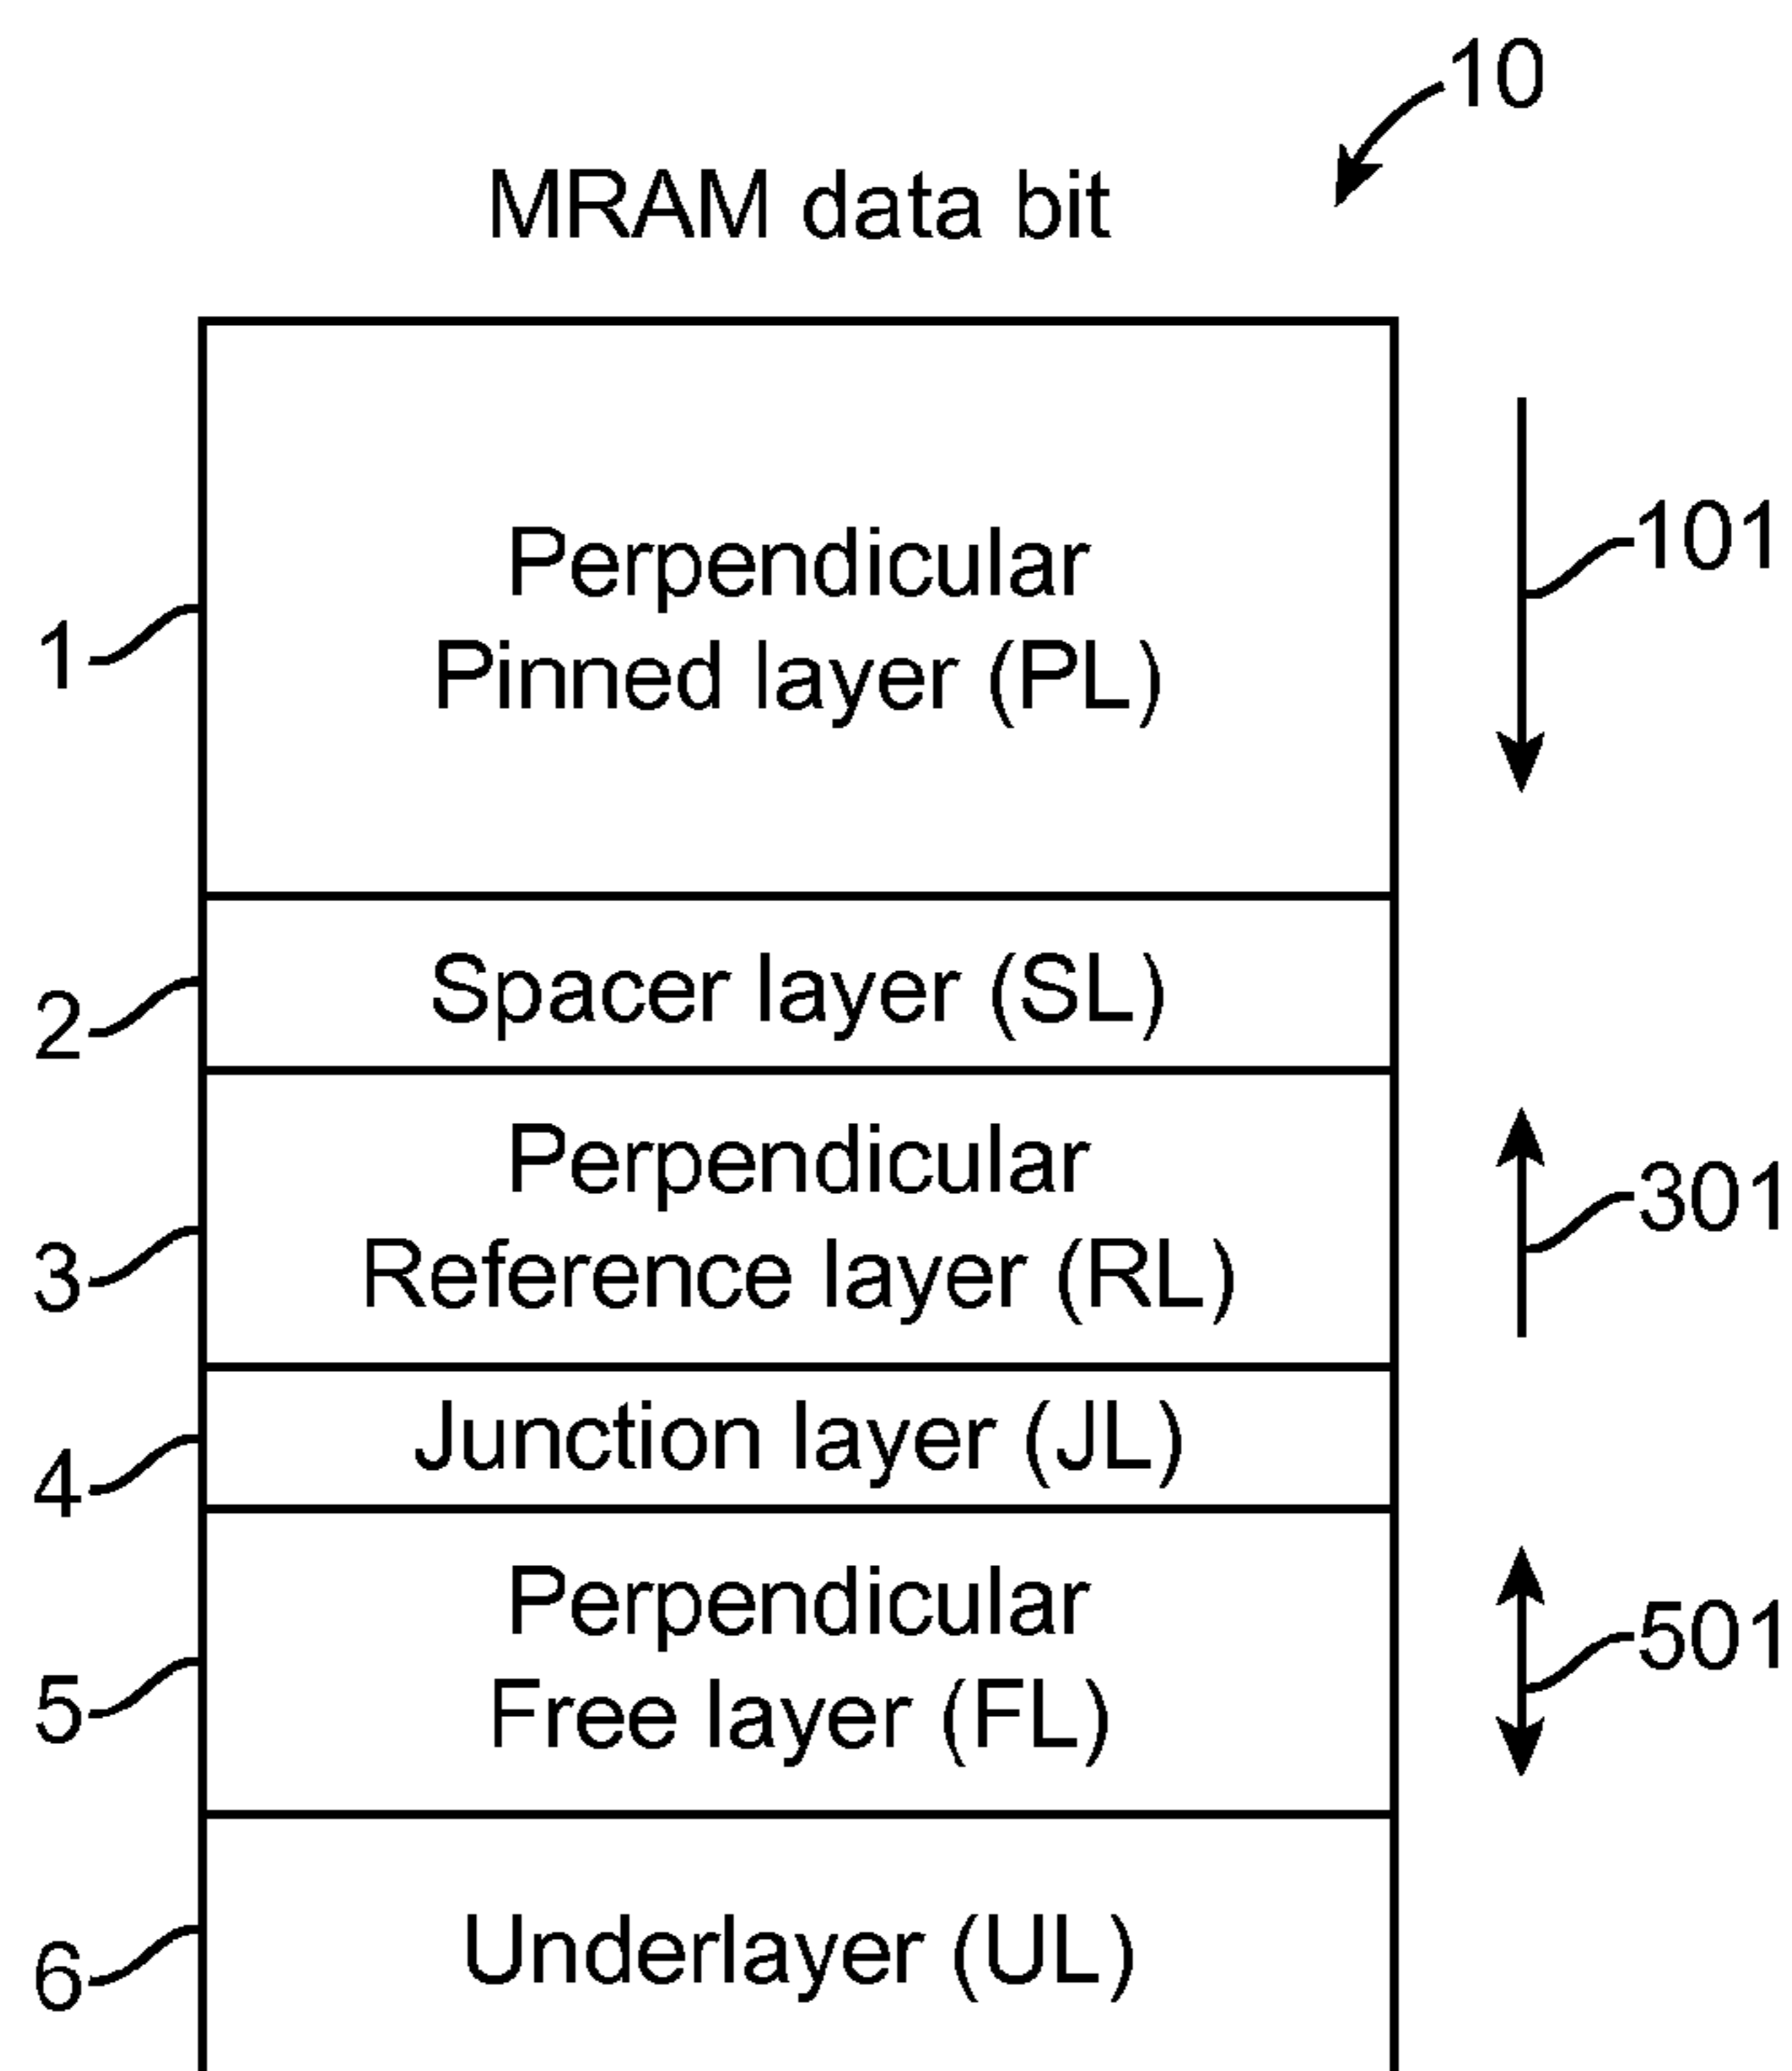 10
MRAM data bit
101
Perpendicular
Pinned layer (PL)
1
Spacer layer (SL)
2
Perpendicular
Reference layer (RL)
301
3
Junction layer (JL)
4
Perpendicular
Free layer (FL)
501
5
Underlayer (UL)
6